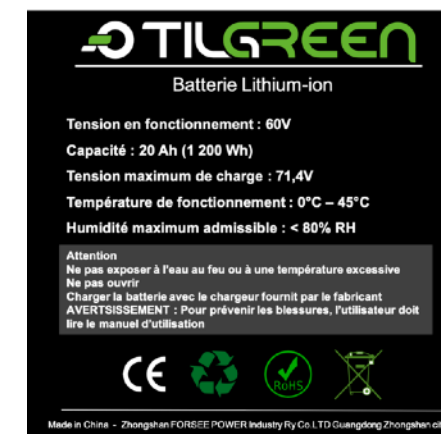 TILGREEN
Batterie Lithium-ion
Tension en fonctionnement : 60V
Capacité : 20 Ah (1 200 Wh)
Tension maximum de charge : 71,4V
Température de fonctionnement : 0°C – 45°C
Humidité maximum admissible : < 80% RH
Attention
Ne pas exposer à l'eau au feu ou à une température excessive
Ne pas ouvrir
Charger la batterie avec le chargeur fournit par le fabricant
AVERTSISSEMENT : Pour prévenir les blessures, l'utilisateur doit
lire le manuel d'utilisation
CE
RoHS
Made in China - Zhongshan FORSEE POWER Industry Ry Co.LTD Guangdong Zhongshan cit